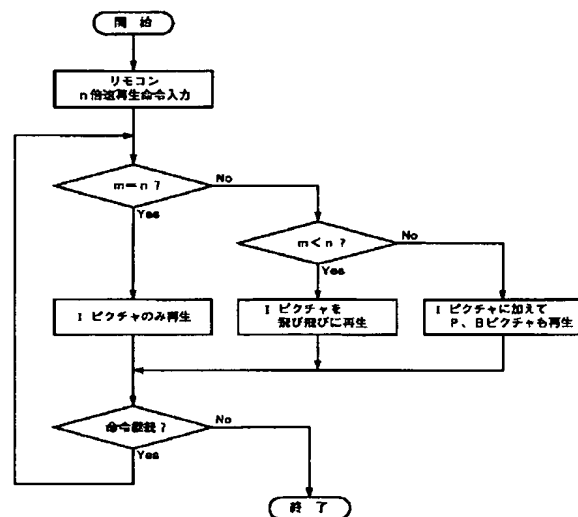 開 始
リモコン
n倍速再生命令入力
m=n ?
No
Yes
m<n ?
No
Yes
I ピクチャのみ再生
I ピクチャを
飛び飛びに再生
I ピクチャに加えて
P、Bピクチャも再生
命令継続?
No
Yes
終 了